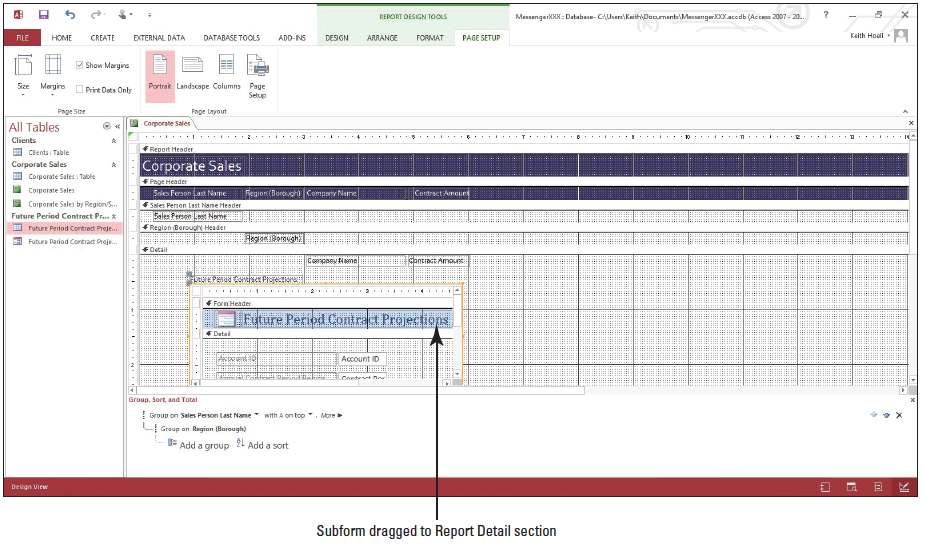 REPORT DESIGN TOOLS
MessengerXXX : Database- C:\Users\Keith\Documents\MessengerXXX.accdb (Access 2007 - 20...
?
FILE HOME CREATE EXTERNAL DATA DATABASE TOOLS ADD-INS DESIGN ARRANGE FORMAT PAGE SETUP
Keith Hoell
Size Margins
Show Margins
Print Data Only
Portrait Landscape Columns Page Setup
Page Size Page Layout
All Tables
Clients
Clients : Table
Corporate Sales
Corporate Sales : Table
Corporate Sales
Corporate Sales by Region/S...
Future Period Contract Pr...
Future Period Contract Proje...
Future Period Contract Proje...
Corporate Sales
Report Header
Corporate Sales
Page Header
Sales Person Last Name Region (Borough) Company Name Contract Amount
Sales Person Last Name Header
Sales Person Last Name
Region (Borough) Header
Region (Borough)
Detail
Company Name Contract Amount
Future Period Contract Projections:
Form Header
Future Period Contract Projections
Detail
Account ID Account ID
Group, Sort, and Total
Group on Sales Person Last Name with A on top , More
Group on Region (Borough)
Add a group Add a sort
Design View
Subform dragged to Report Detail section